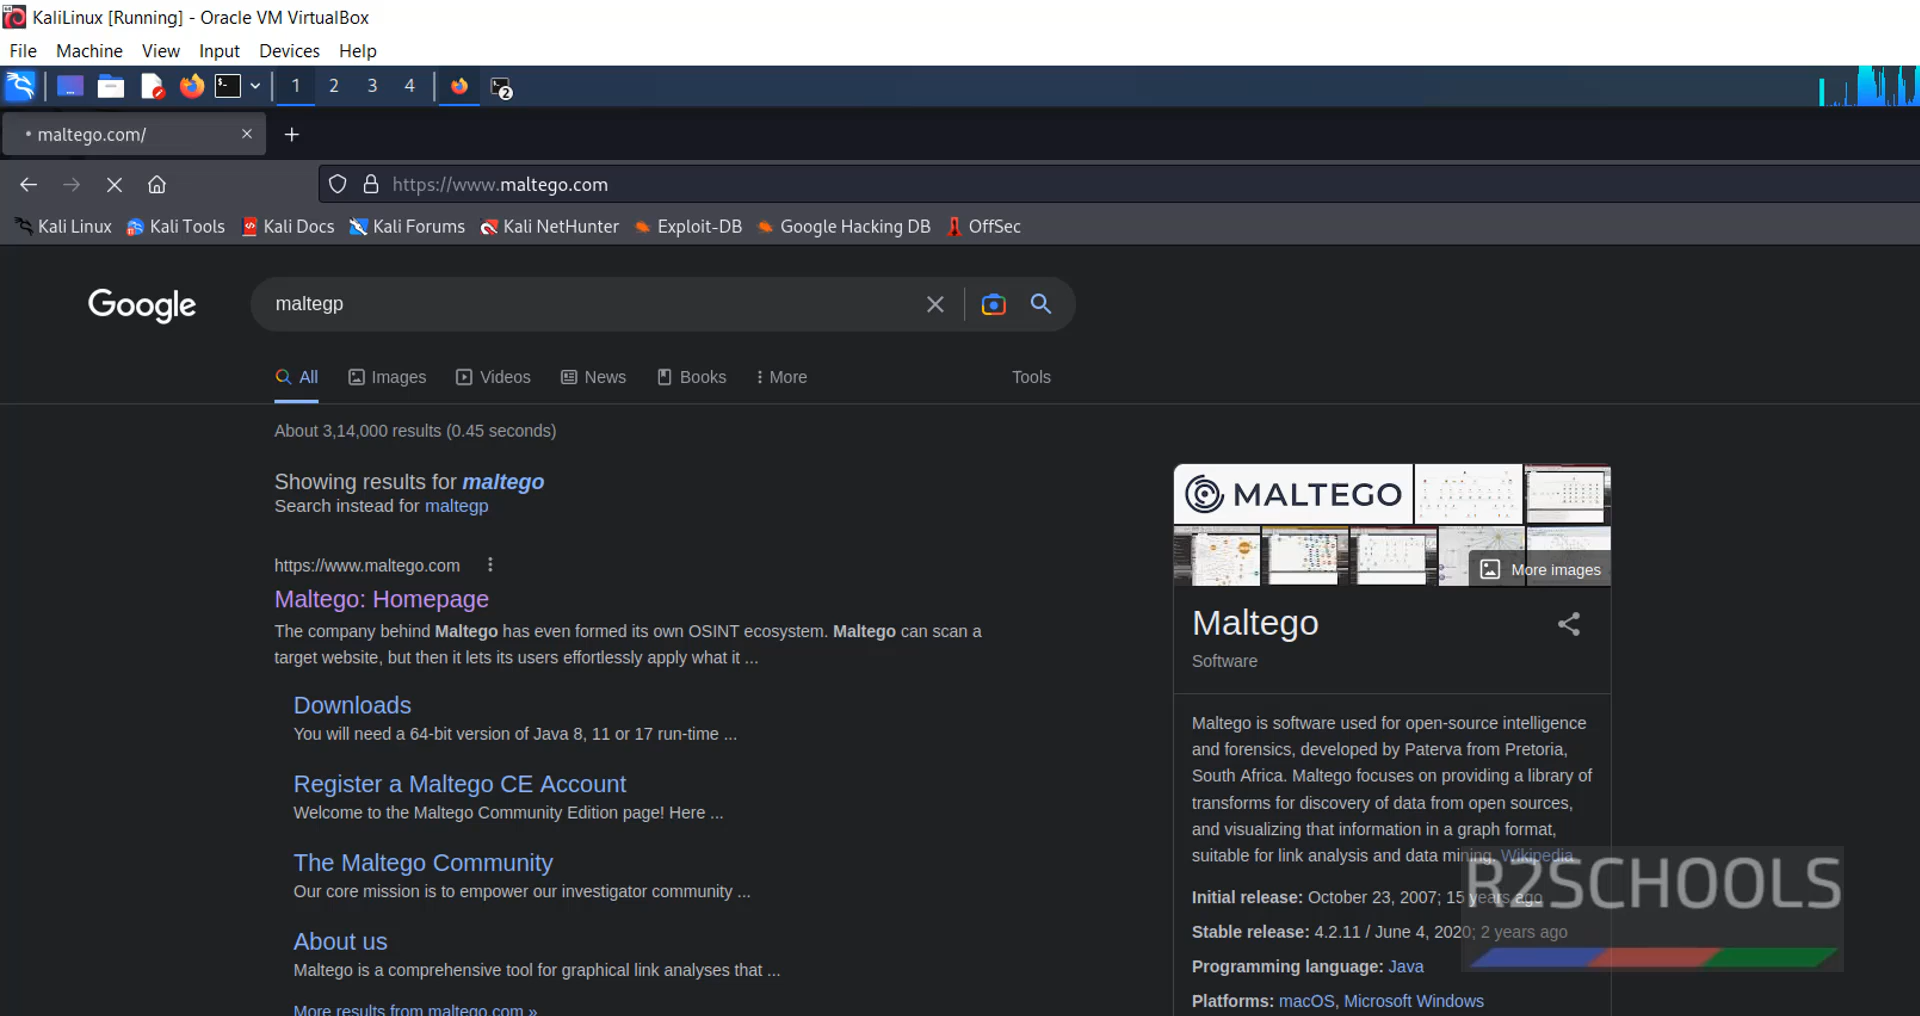 KaliLinux [Running] - Oracle VM VirtualBox
File Machine View Input Devices Help
1 2 3 4 2
maltego.com/
https://www.maltego.com
Kali Linux Kali Tools Kali Docs Kali Forums Kali NetHunter Exploit-DB Google Hacking DB OffSec
Google maltegp
All Images Videos News Books More Tools
About 3,14,000 results (0.45 seconds)
Showing results for maltego
Search instead for maltegp
https://www.maltego.com
Maltego: Homepage
The company behind Maltego has even formed its own OSINT ecosystem. Maltego can scan a
target website, but then it lets its users effortlessly apply what it ...
Downloads
You will need a 64-bit version of Java 8, 11 or 17 run-time ...
Register a Maltego CE Account
Welcome to the Maltego Community Edition page! Here ...
The Maltego Community
Our core mission is to empower our investigator community ...
About us
Maltego is a comprehensive tool for graphical link analyses that ...
More results from maltego.com »
MALTEGO
More images
Maltego
Software
Maltego is software used for open-source intelligence
and forensics, developed by Paterva from Pretoria,
South Africa. Maltego focuses on providing a library of
transforms for discovery of data from open sources,
and visualizing that information in a graph format,
suitable for link analysis and data mining. Wikipedia
Initial release: October 23, 2007; 15 years ago
Stable release: 4.2.11 / June 4, 2020; 2 years ago
Programming language: Java
Platforms: macOS, Microsoft Windows
R2SCHOOLS